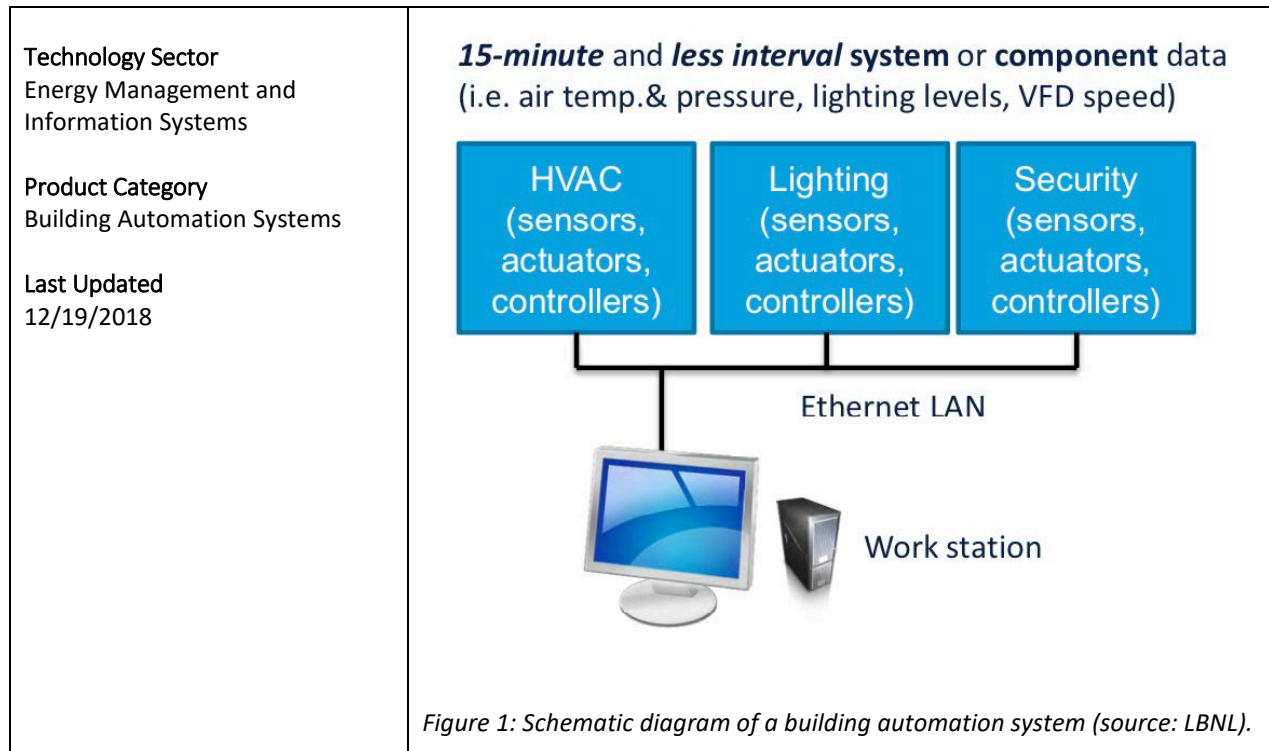 Technology Sector
Energy Management and
Information Systems
Product Category
Building Automation Systems
Last Updated
12/19/2018
15-minute and less interval system or component data
(i.e. air temp.& pressure, lighting levels, VFD speed)
HVAC
(sensors,
actuators,
controllers)
Lighting
(sensors,
actuators,
controllers)
Security
(sensors,
actuators,
controllers)
Ethernet LAN
Work station
Figure 1: Schematic diagram of a building automation system (source: LBNL).